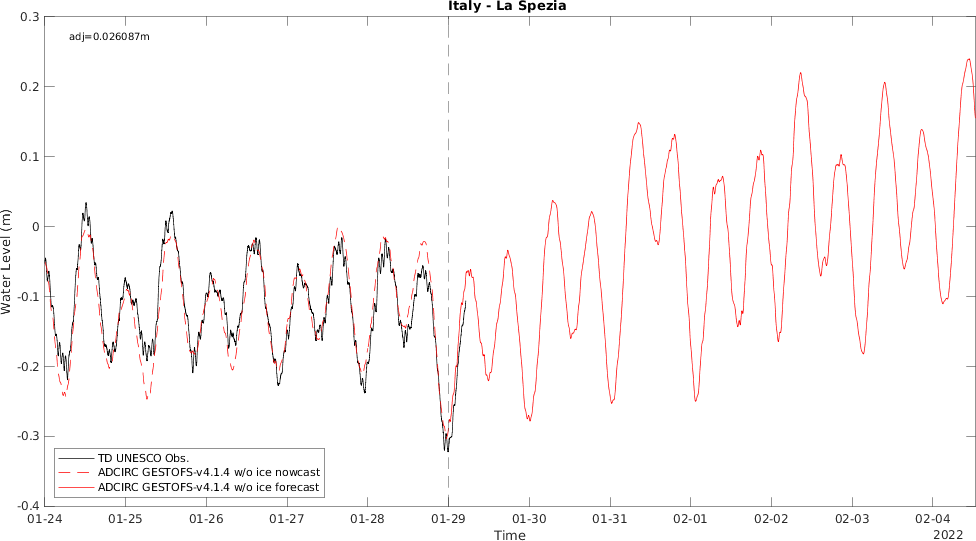 Italy - La Spezia
adj=0.026087m
0.3
0.2
0.1
0
-0.1
-0.2
-0.3
-0.4
Water Level (m)
TD UNESCO Obs.
ADCIRC GESTOFS-v4.1.4 w/o ice nowcast
ADCIRC GESTOFS-v4.1.4 w/o ice forecast
01-24 01-25 01-26 01-27 01-28 01-29 01-30 01-31 02-01 02-02 02-03 02-04
Time
2022